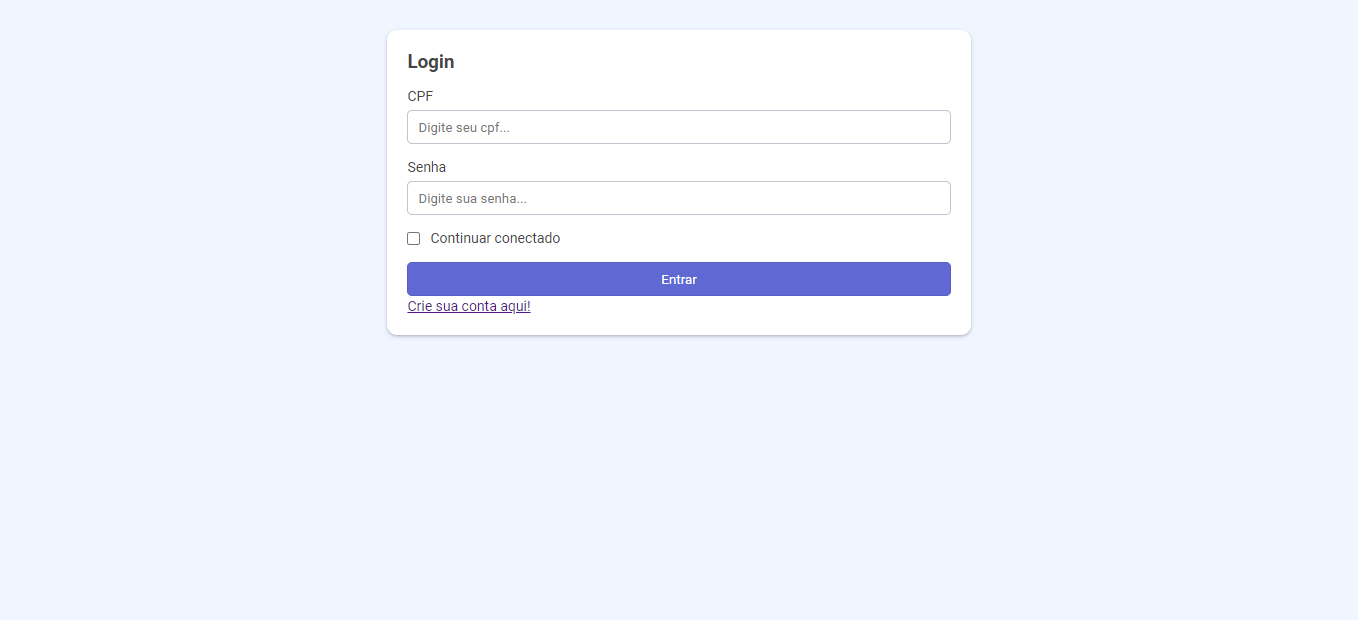 Login
CPF
Digite seu cpf...
Senha
Digite sua senha...
Continuar conectado
Entrar
Crie sua conta aqui!